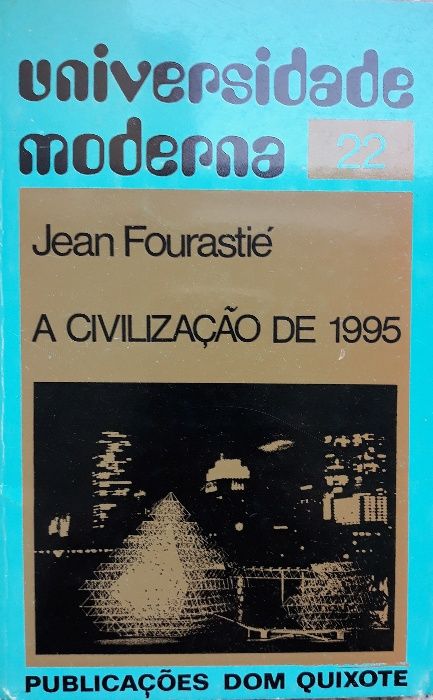 universidade
moderna 22
Jean Fourastié
A CIVILIZAÇÃO DE 1995
PUBLICAÇÕES DOM QUIXOTE